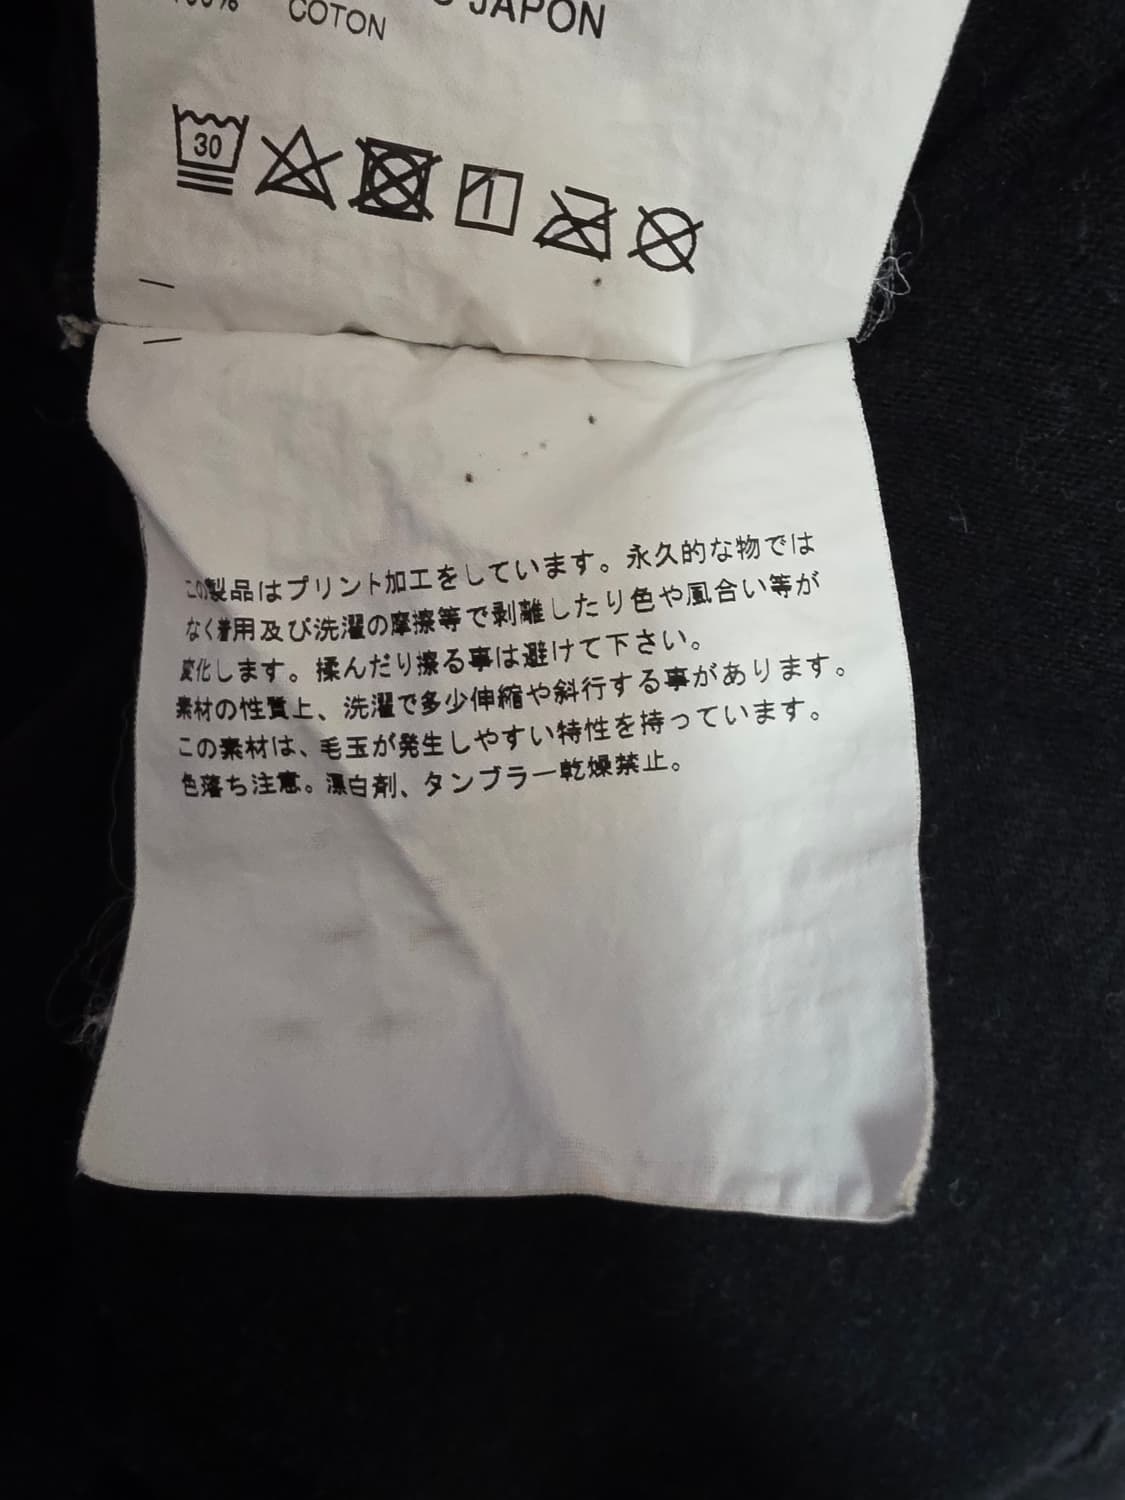 JAPON
100% COTON
30
この製品はプリント加工をしています。永久的な物では
なく着用及び洗濯の摩擦等で剥離したり色や風合い等が
変化します。揉んだり擦る事は避けて下さい。
素材の性質上、洗濯で多少伸縮や斜行する事があります。
この素材は、毛玉が発生しやすい特性を持っています。
色落ち注意。漂白剤、タンブラー乾燥禁止。